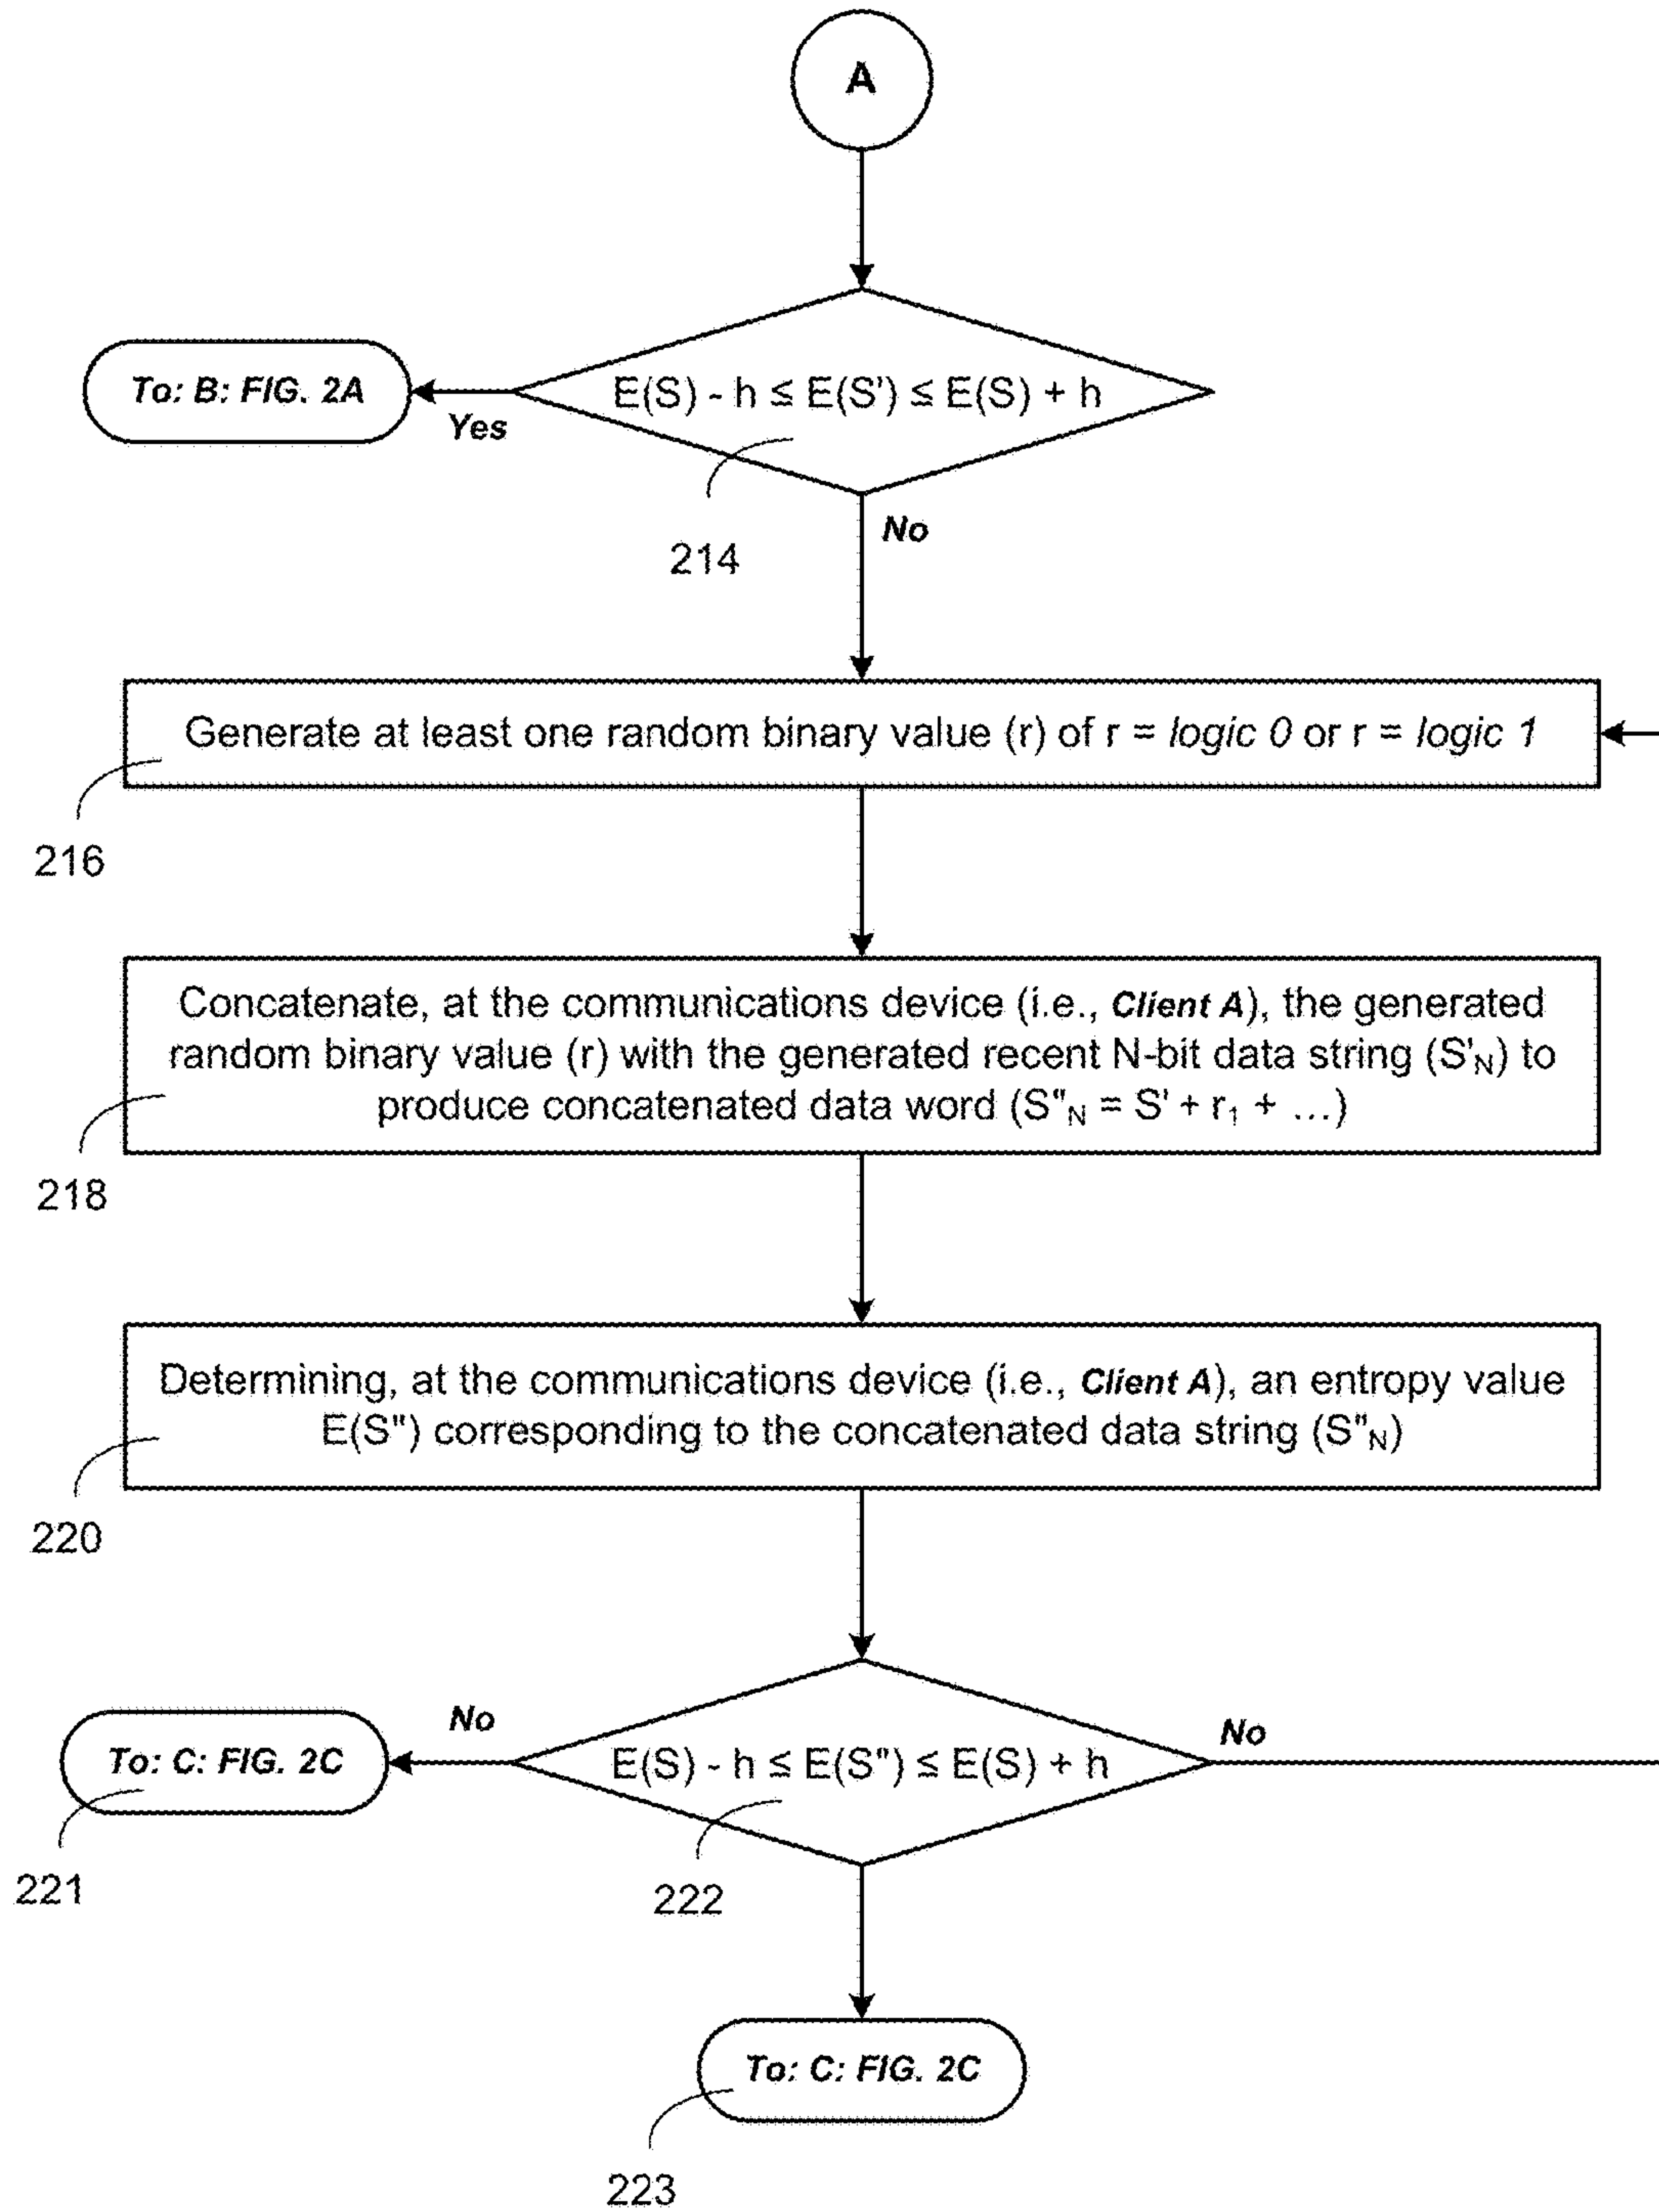 A
E(S) - h ≤ E(S') ≤ E(S) + h
To: B: FIG. 2A
Yes
No
214
Generate at least one random binary value (r) of r = logic 0 or r = logic 1
216
Concatenate, at the communications device (i.e., Client A), the generated
random binary value (r) with the generated recent N-bit data string (S'N) to
produce concatenated data word (S"N = S' + r1 + ...)
218
Determining, at the communications device (i.e., Client A), an entropy value
E(S") corresponding to the concatenated data string (S"N)
220
No
No
To: C: FIG. 2C
E(S) - h ≤ E(S") ≤ E(S) + h
221
222
To: C: FIG. 2C
223